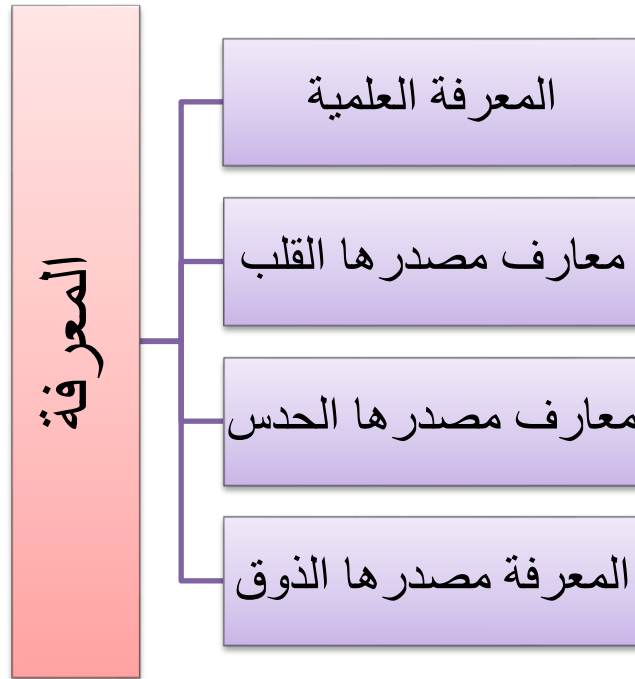 المعرفة
المعرفة العلمية
معارف مصدرها القلب
معارف مصدرها الحدس
المعرفة مصدرها الذوق